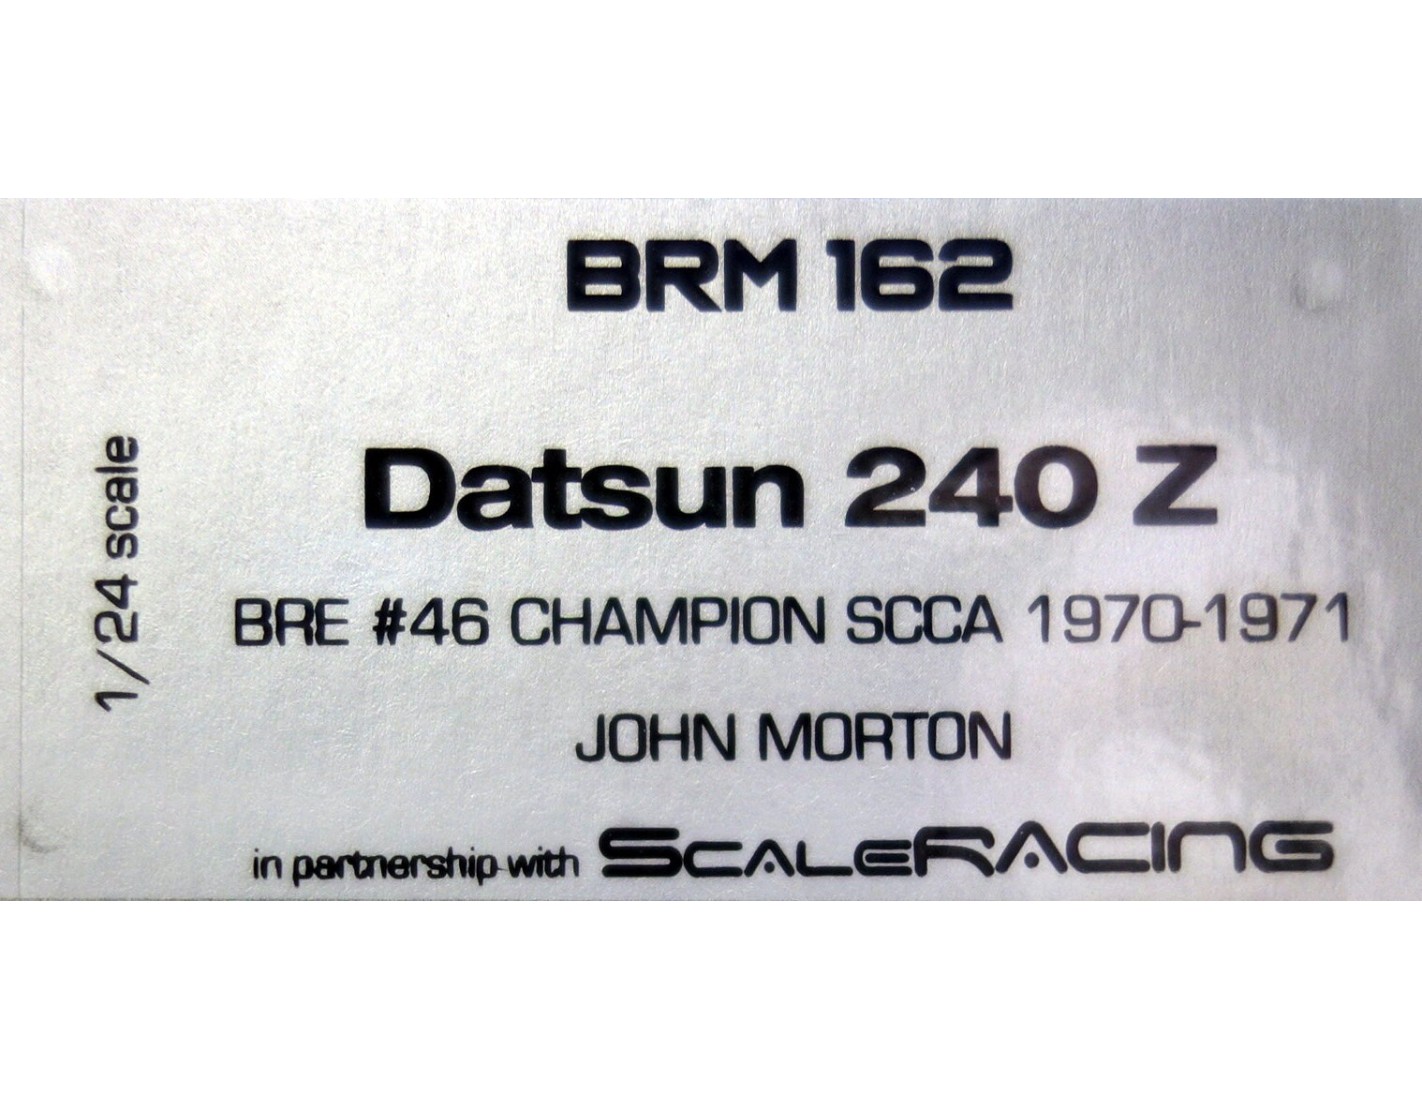 BRM 162
1/24 scale
Datsun 240 Z
BRE #46 CHAMPION SCCA 1970-1971
JOHN MORTON
in partnership with SCALERACING